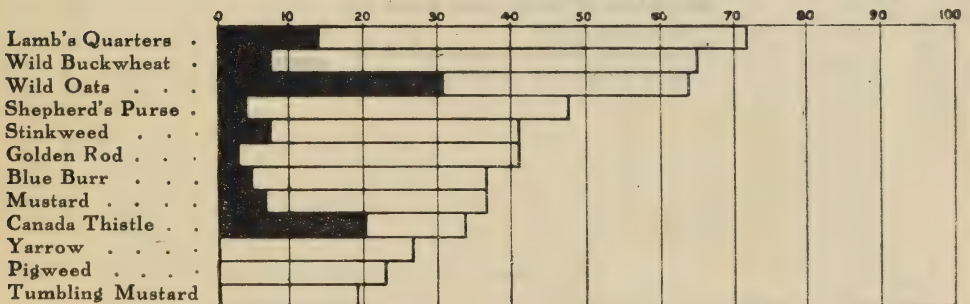 0 10 20 30 40 50 60 70 80 90 100
Lamb's Quarters .
Wild Buckwheat .
Wild Oats . . .
Shepherd's Purse .
Stinkweed . . .
Golden Rod . . .
Blue Burr . . .
Mustard . . . .
Canada Thistle . .
Yarrow . . . .
Pigweed . . . .
Tumbling Mustard